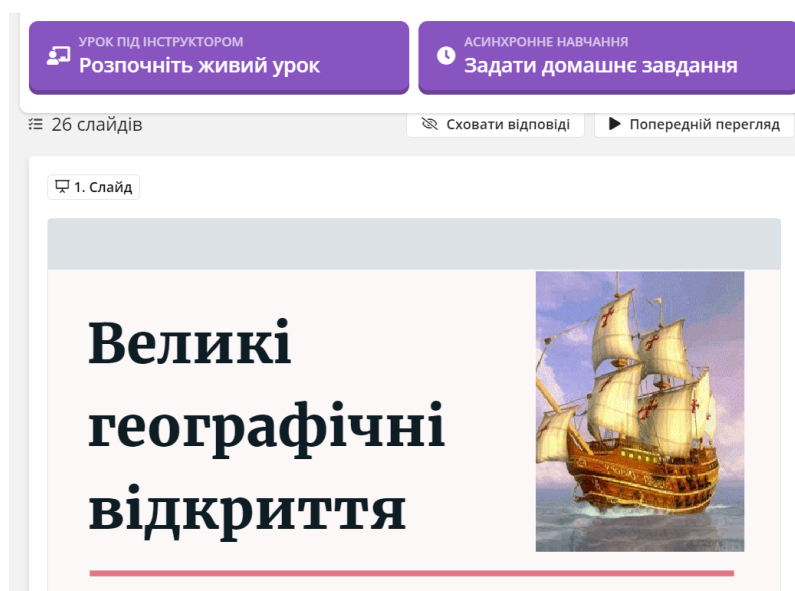 УРОК ПІД ІНСТРУКТОРОМ
Розпочніть живий урок
АСИНХРОННЕ НАВЧАННЯ
Задати домашнє завдання
26 слайдів
Сховати відповіді
Попередній перегляд
1. Слайд
Великі
географічні
відкриття